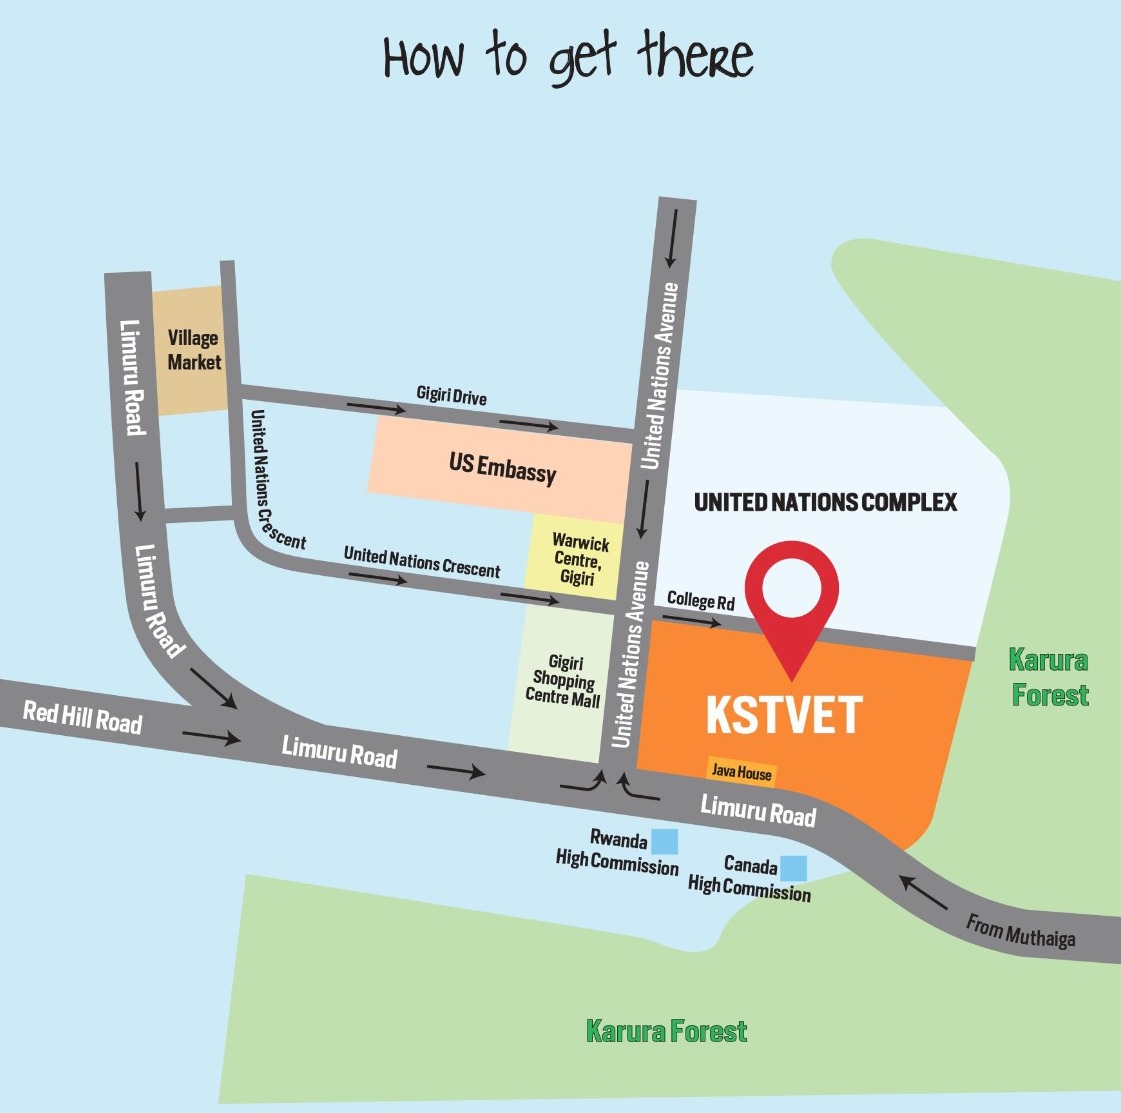 How to get there
United Nations Avenue
Limuru Road
Village
Market
Gigiri Drive
United Nations Crescent
US Embassy
UNITED NATIONS COMPLEX
Warwick
Centre,
Gigiri
United Nations Crescent
Limuru Road
United Nations Avenue
College Rd
Gigiri
Shopping
Centre Mall
Karura
Forest
KSTVET
Red Hill Road
Limuru Road
Java House
Limuru Road
Rwanda
High Commission
Canada
High Commission
From Muthaiga
Karura Forest